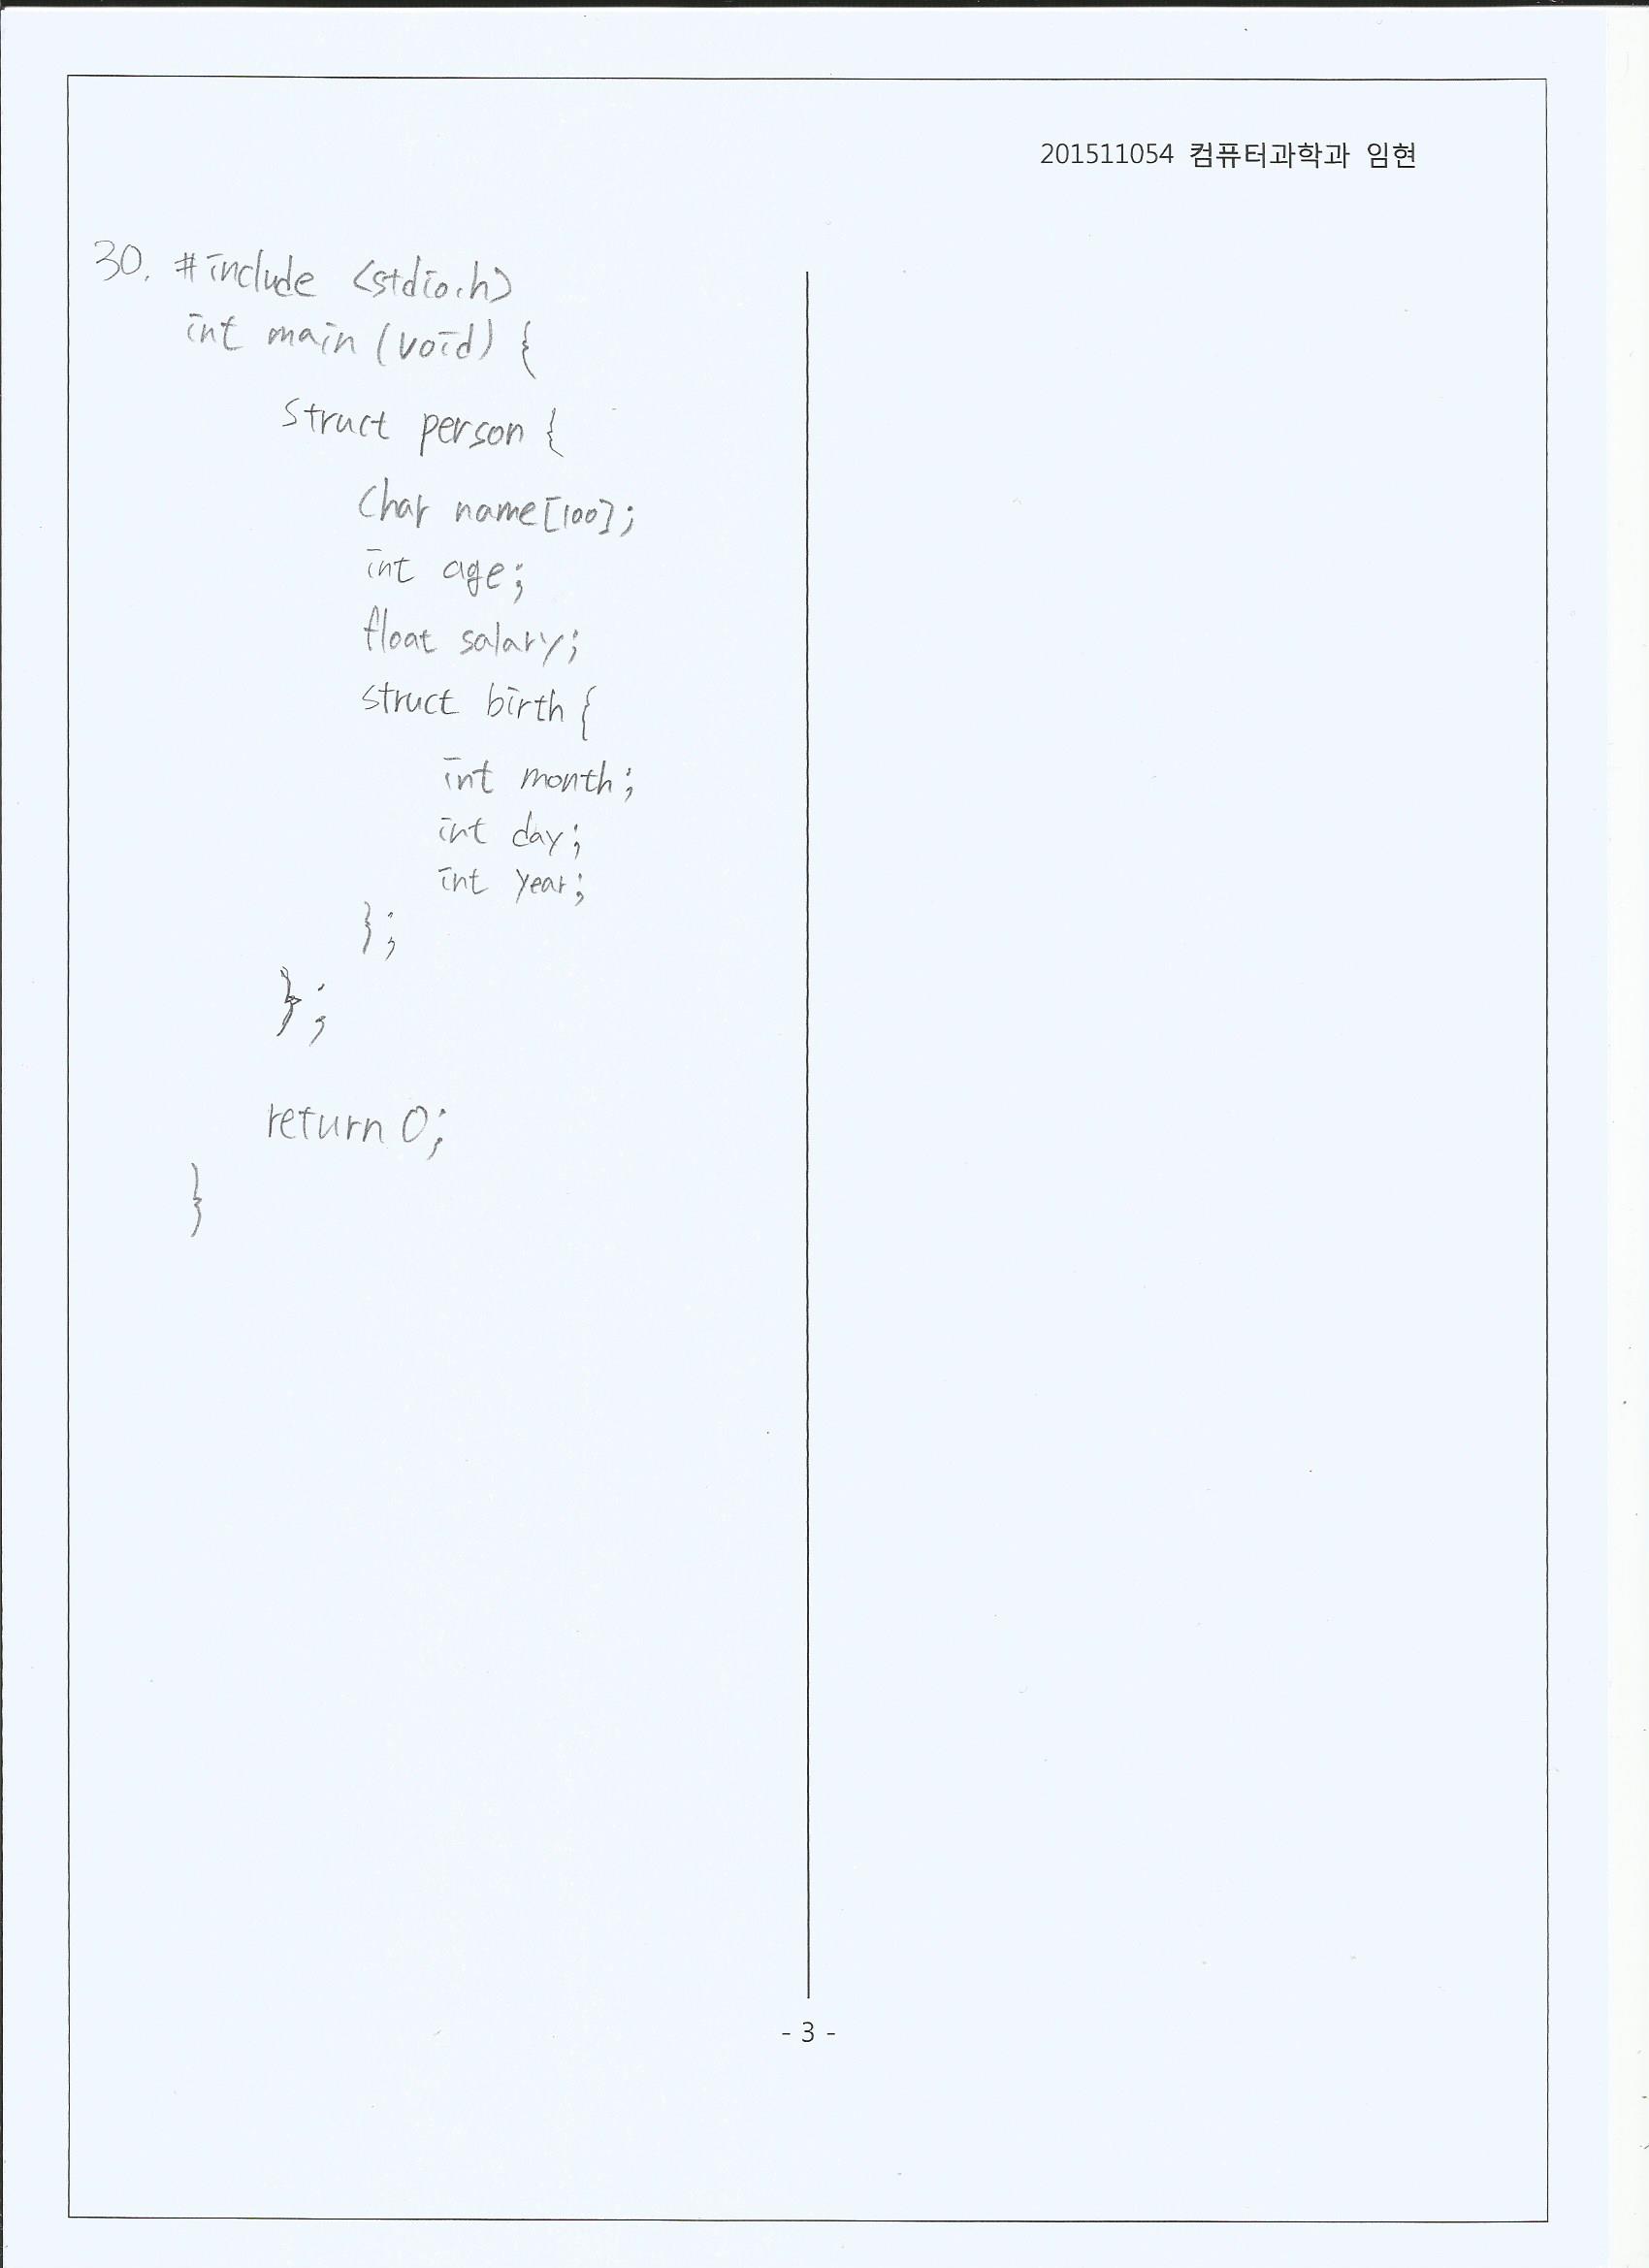 201511054 컴퓨터과학과 임현
30. #include <stdio.h>
int main (void) {
struct person {
char name[100];
int age;
float salary;
struct birth {
int month;
int day;
int year;
};
};
return 0;
}
- 3 -